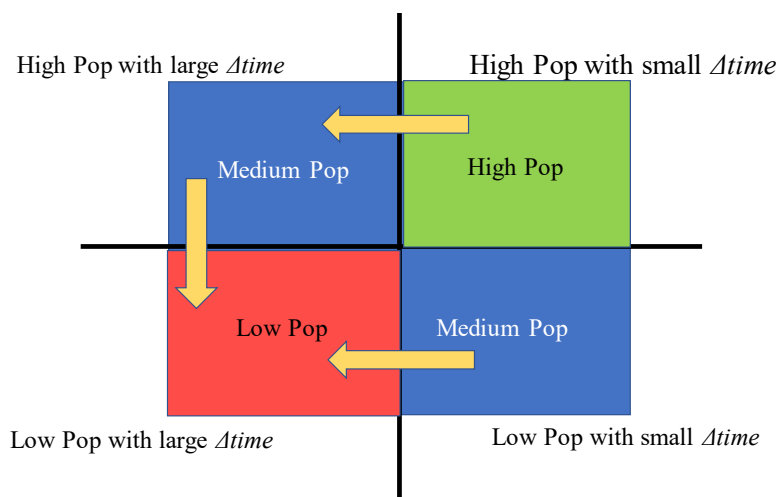 High Pop with large Δtime
High Pop with small Δtime
Medium Pop
High Pop
Low Pop
Medium Pop
Low Pop with large Δtime
Low Pop with small Δtime